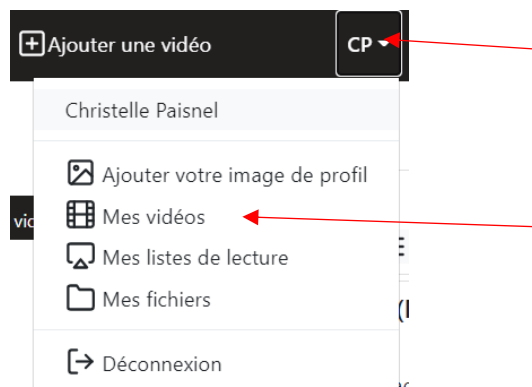 Ajouter une vidéo CP
Christelle Paisnel
Ajouter votre image de profil
vid
Mes vidéos
Mes listes de lecture
Mes fichiers
Déconnexion